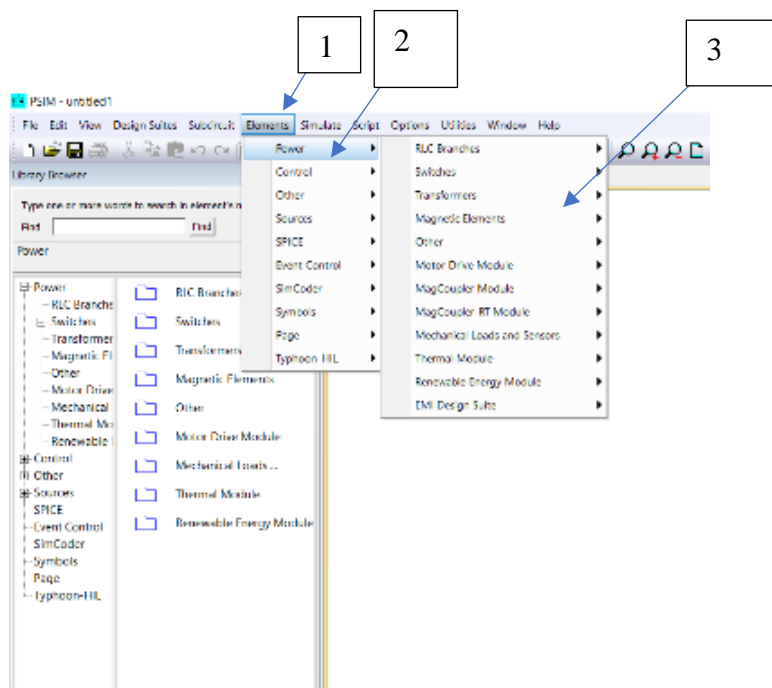 1
2
3
PSIM - untitled1
File Edit View Design Suites Subcircuit Elements Simulate Script Options Utilities Window Help
Power
Control
Other
Sources
SPICE
Event Control
SimCoder
Symbols
Page
Typhoon-HIL
RLC Branches
Switches
Transformers
Magnetic Elements
Other
Motor Drive Module
MagCoupler Module
MagCoupler RT Module
Mechanical Loads and Sensors
Thermal Module
Renewable Energy Module
EMI Design Suite
Library Browser
Type one or more words to search in element's n
Find
Find
Power
Power
RLC Branche
Switches
Transformer
Magnetic El
Other
Motor Drive
Mechanical
Thermal Mo
Renewable
Control
Other
Sources
SPICE
Event Control
SimCoder
Symbols
Page
Typhoon-HIL
RLC Branches
Switches
Transformers
Magnetic Elements
Other
Motor Drive Module
Mechanical Loads ...
Thermal Module
Renewable Energy Module